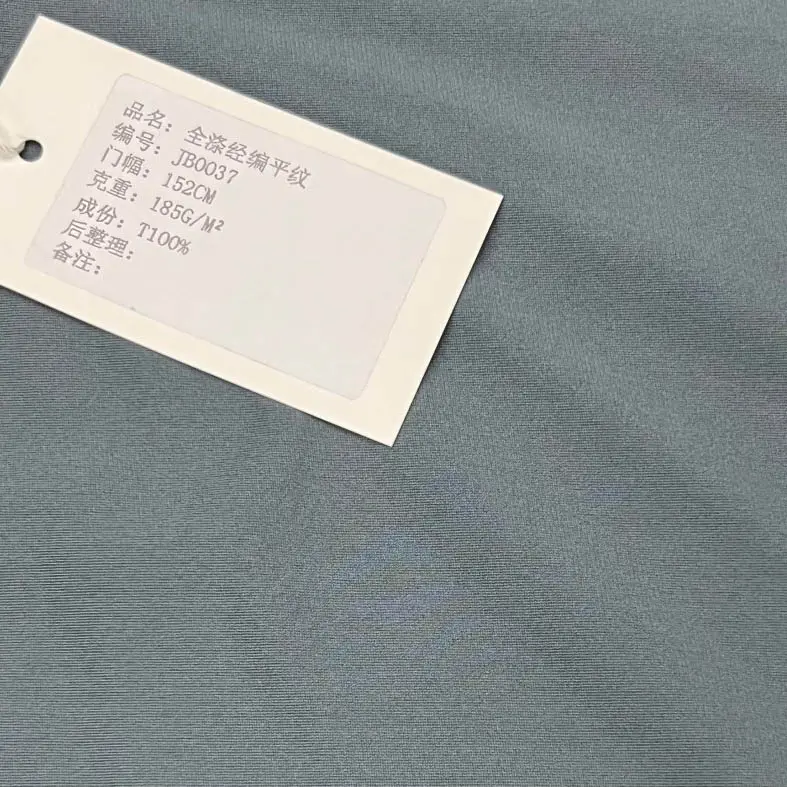 品名: 全涤经编平纹
编号: JB0037
门幅: 152CM
克重: 185G/M²
成份: T100%
后整理:
备注: